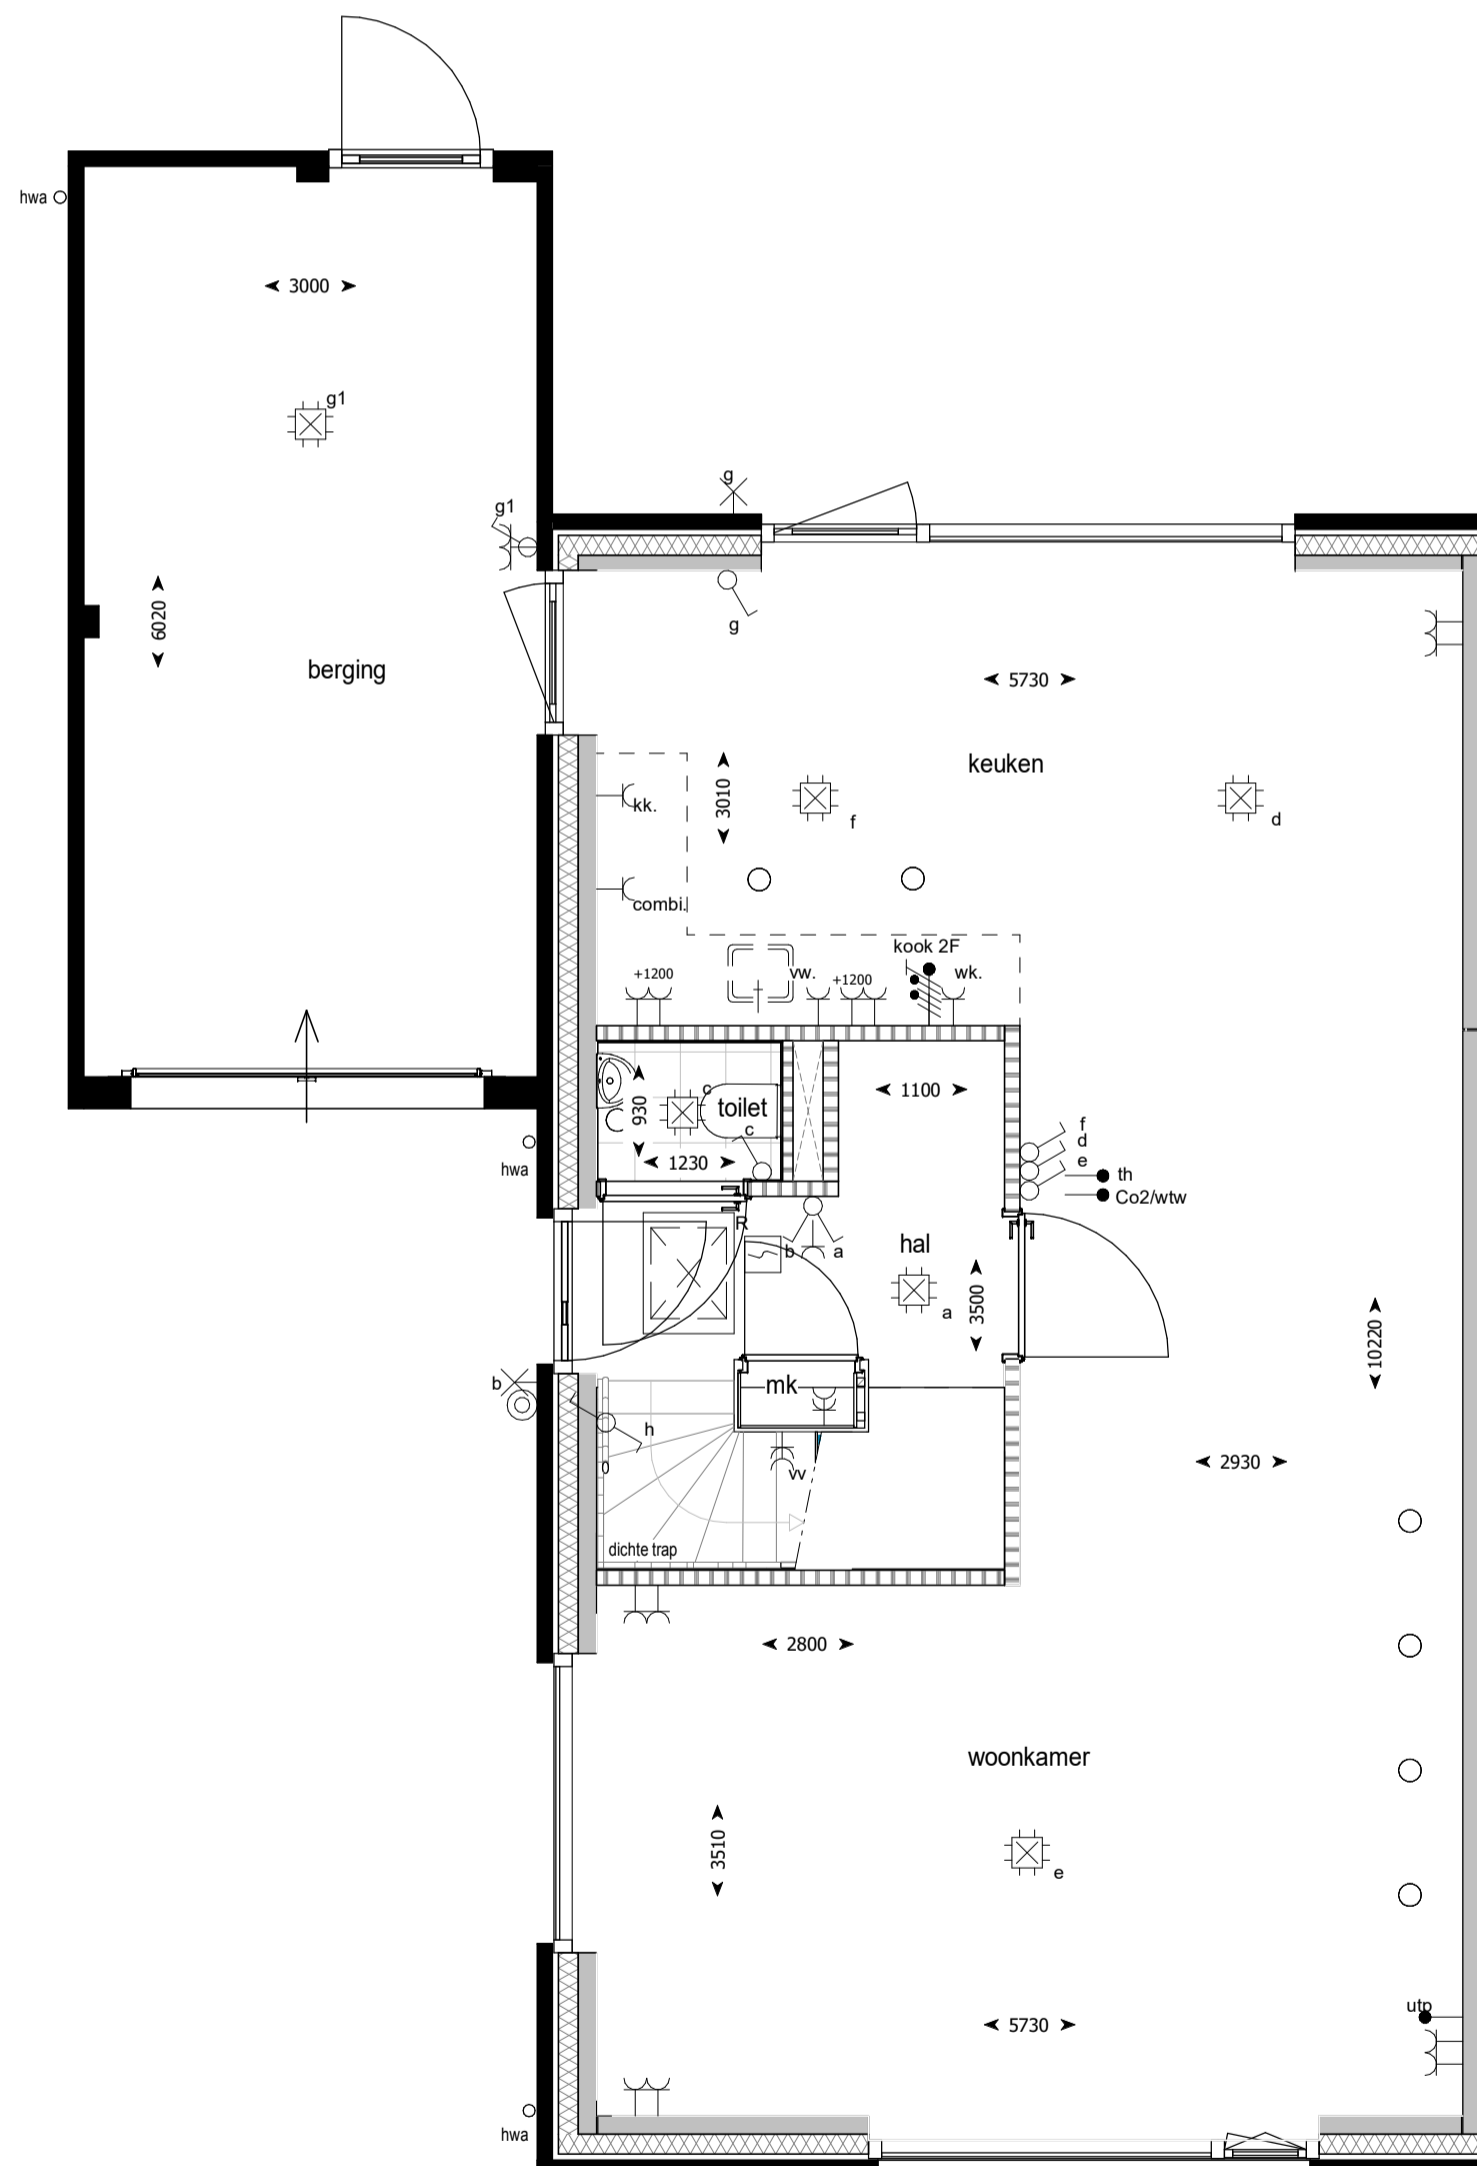 hwa
3000
g1
g
g1
g
6020
berging
5730
keuken
3010
kk.
f
d
combi.
kook 2F
+1200
vw.
+1200
wk.
c
930
toilet
c
1230
1100
f
d
e
th
Co2/wtw
hwa
R
b
a
hal
a
3500
10220
mk
b
h
0
vv
2930
dichte trap
2800
woonkamer
3510
e
utp
5730
hwa